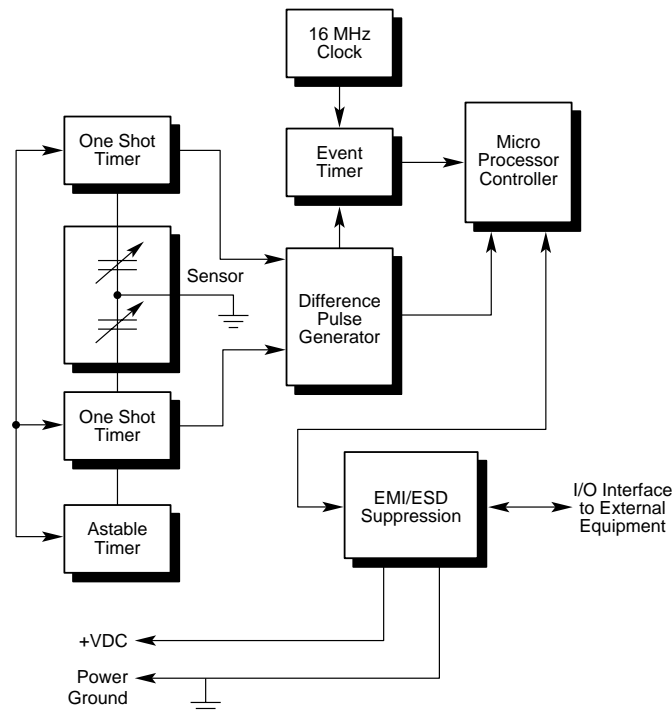 16 MHz
Clock
One Shot
Timer
Event
Timer
Micro
Processor
Controller
Sensor
Difference
Pulse
Generator
One Shot
Timer
Astable
Timer
EMI/ESD
Suppression
I/O Interface
to External
Equipment
+VDC
Power
Ground